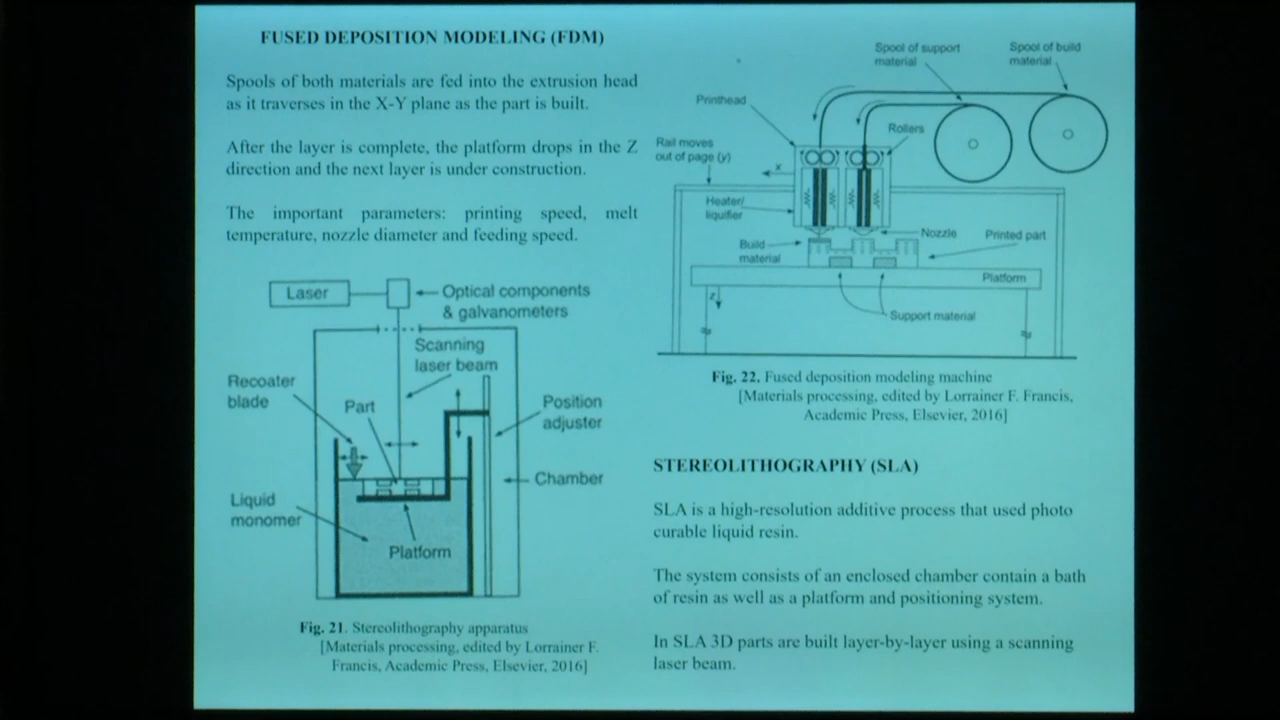 FUSED DEPOSITION MODELING (FDM)
Spools of both materials are fed into the extrusion head
as it traverses in the X-Y plane as the part is built.
After the layer is complete, the platform drops in the Z
direction and the next layer is under construction.
The important parameters: printing speed, melt
temperature, nozzle diameter and feeding speed.
Laser
Optical components
& galvanometers
Scanning
laser beam
Recoater
blade
Part
Position
adjuster
Chamber
Liquid
monomer
Platform
Fig. 21. Stereolithography apparatus
[Materials processing, edited by Lorrainer F.
Francis, Academic Press, Elsevier, 2016]
Spool of support
material
Spool of build
material
Printhead
Rollers
Rail moves
out of page (y)
x
Heater/
liquifier
Nozzle
Printed part
Build
material
Platform
z
Support material
Fig. 22. Fused deposition modeling machine
[Materials processing, edited by Lorrainer F. Francis,
Academic Press, Elsevier, 2016]
STEREOLITHOGRAPHY (SLA)
SLA is a high-resolution additive process that used photo
curable liquid resin.
The system consists of an enclosed chamber contain a bath
of resin as well as a platform and positioning system.
In SLA 3D parts are built layer-by-layer using a scanning
laser beam.